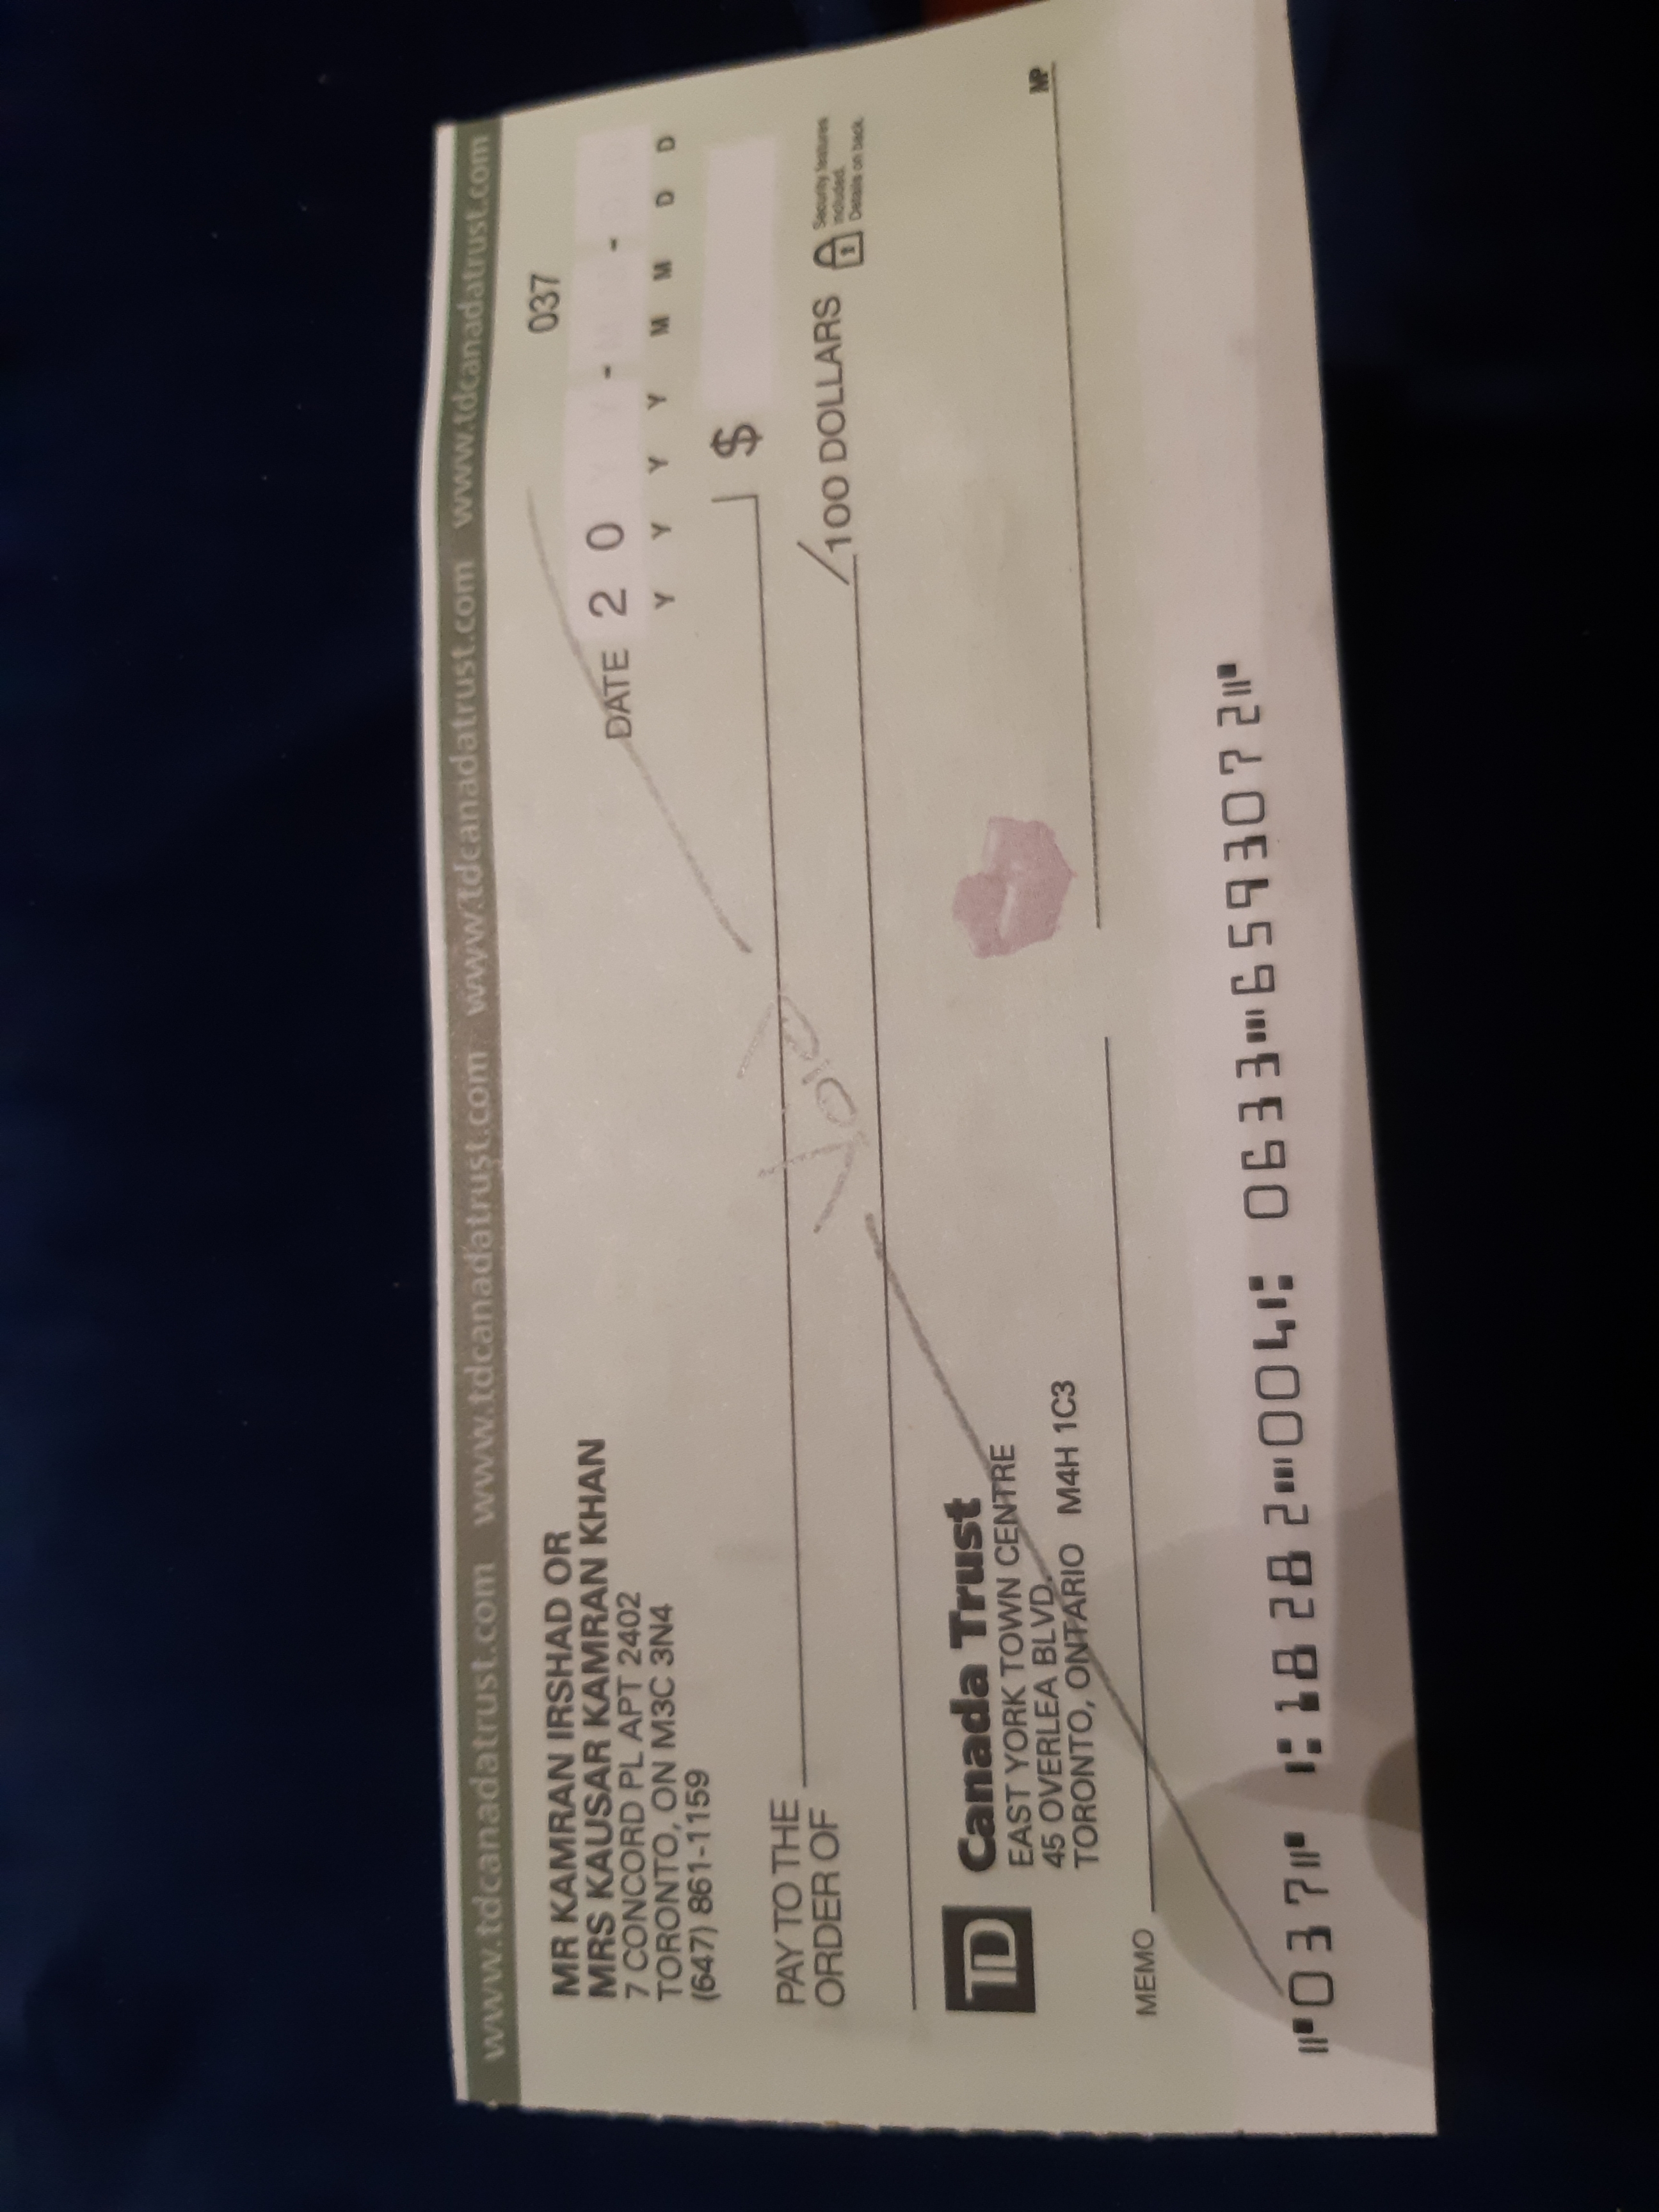 www.tdcanadatrust.com www.tdcanadatrust.com www.tdcanadatrust.com www.tdcanadatrust.com www.tdcanadatrust.com
037
MR KAMRAN IRSHAD OR
MRS KAUSAR KAMRAN KHAN
7 CONCORD PL APT 2402
TORONTO, ON M3C 3N4
(647) 861-1159
DATE 2 0 Y Y - M M - D D
Y Y Y Y M M D D
PAY TO THE
ORDER OF
$
Void
/100 DOLLARS
Security features
included.
Details on back.
TD Canada Trust
EAST YORK TOWN CENTRE
45 OVERLEA BLVD.
TORONTO, ONTARIO M4H 1C3
MEMO
MP
⑈037⑈ ⑆18282⑉004⑆ 0633⑉6593072⑈